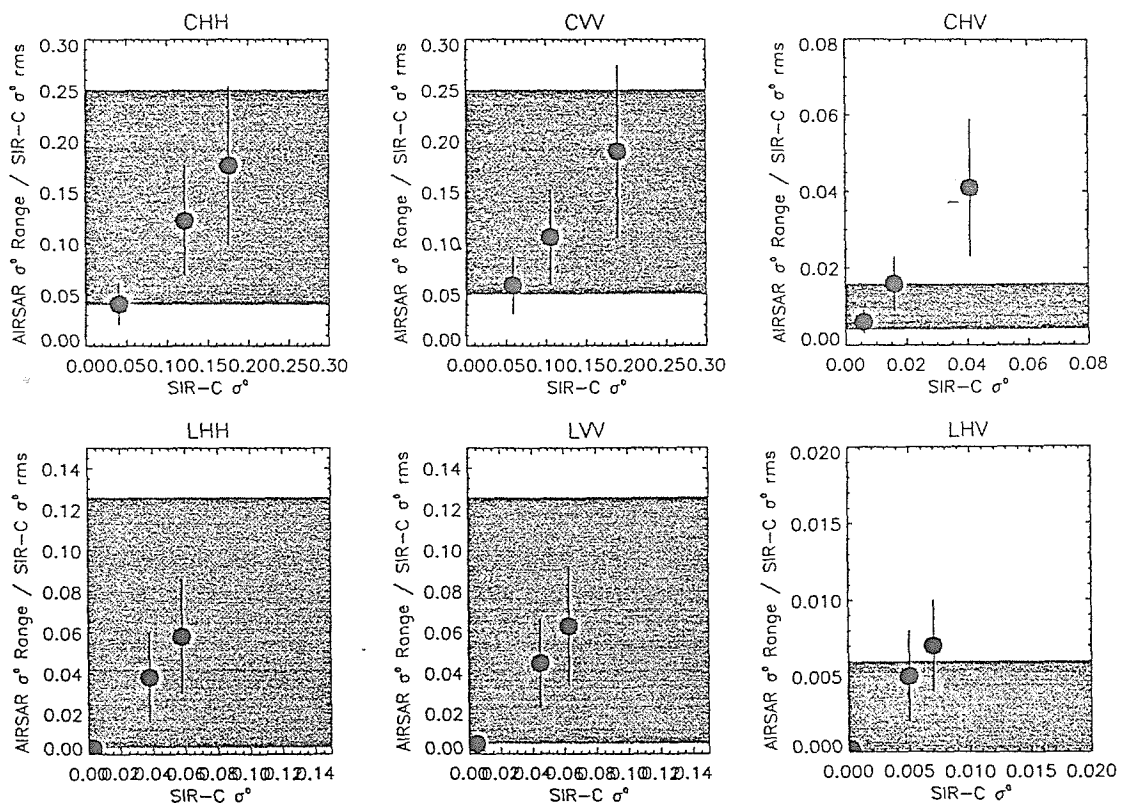 CHH
CVV
CHV
AIRSAR σ° Range / SIR-C σ° rms
0.30
0.25
0.20
0.15
0.10
0.05
0.00
0.000.050.100.150.200.250.30
SIR-C σ°
AIRSAR σ° Range / SIR-C σ° rms
0.30
0.25
0.20
0.15
0.10
0.05
0.00
0.000.050.100.150.200.250.30
SIR-C σ°
AIRSAR σ° Range / SIR-C σ° rms
0.08
0.06
0.04
0.02
0.00
0.00 0.02 0.04 0.06 0.08
SIR-C σ°
LHH
LVV
LHV
AIRSAR σ° Range / SIR-C σ° rms
0.14
0.12
0.10
0.08
0.06
0.04
0.02
0.00
0.000.020.040.060.080.100.120.14
SIR-C σ°
AIRSAR σ° Range / SIR-C σ° rms
0.14
0.12
0.10
0.08
0.06
0.04
0.02
0.00
0.000.020.040.060.080.100.120.14
SIR-C σ°
AIRSAR σ° Range / SIR-C σ° rms
0.020
0.015
0.010
0.005
0.000
0.000 0.005 0.010 0.015 0.020
SIR-C σ°